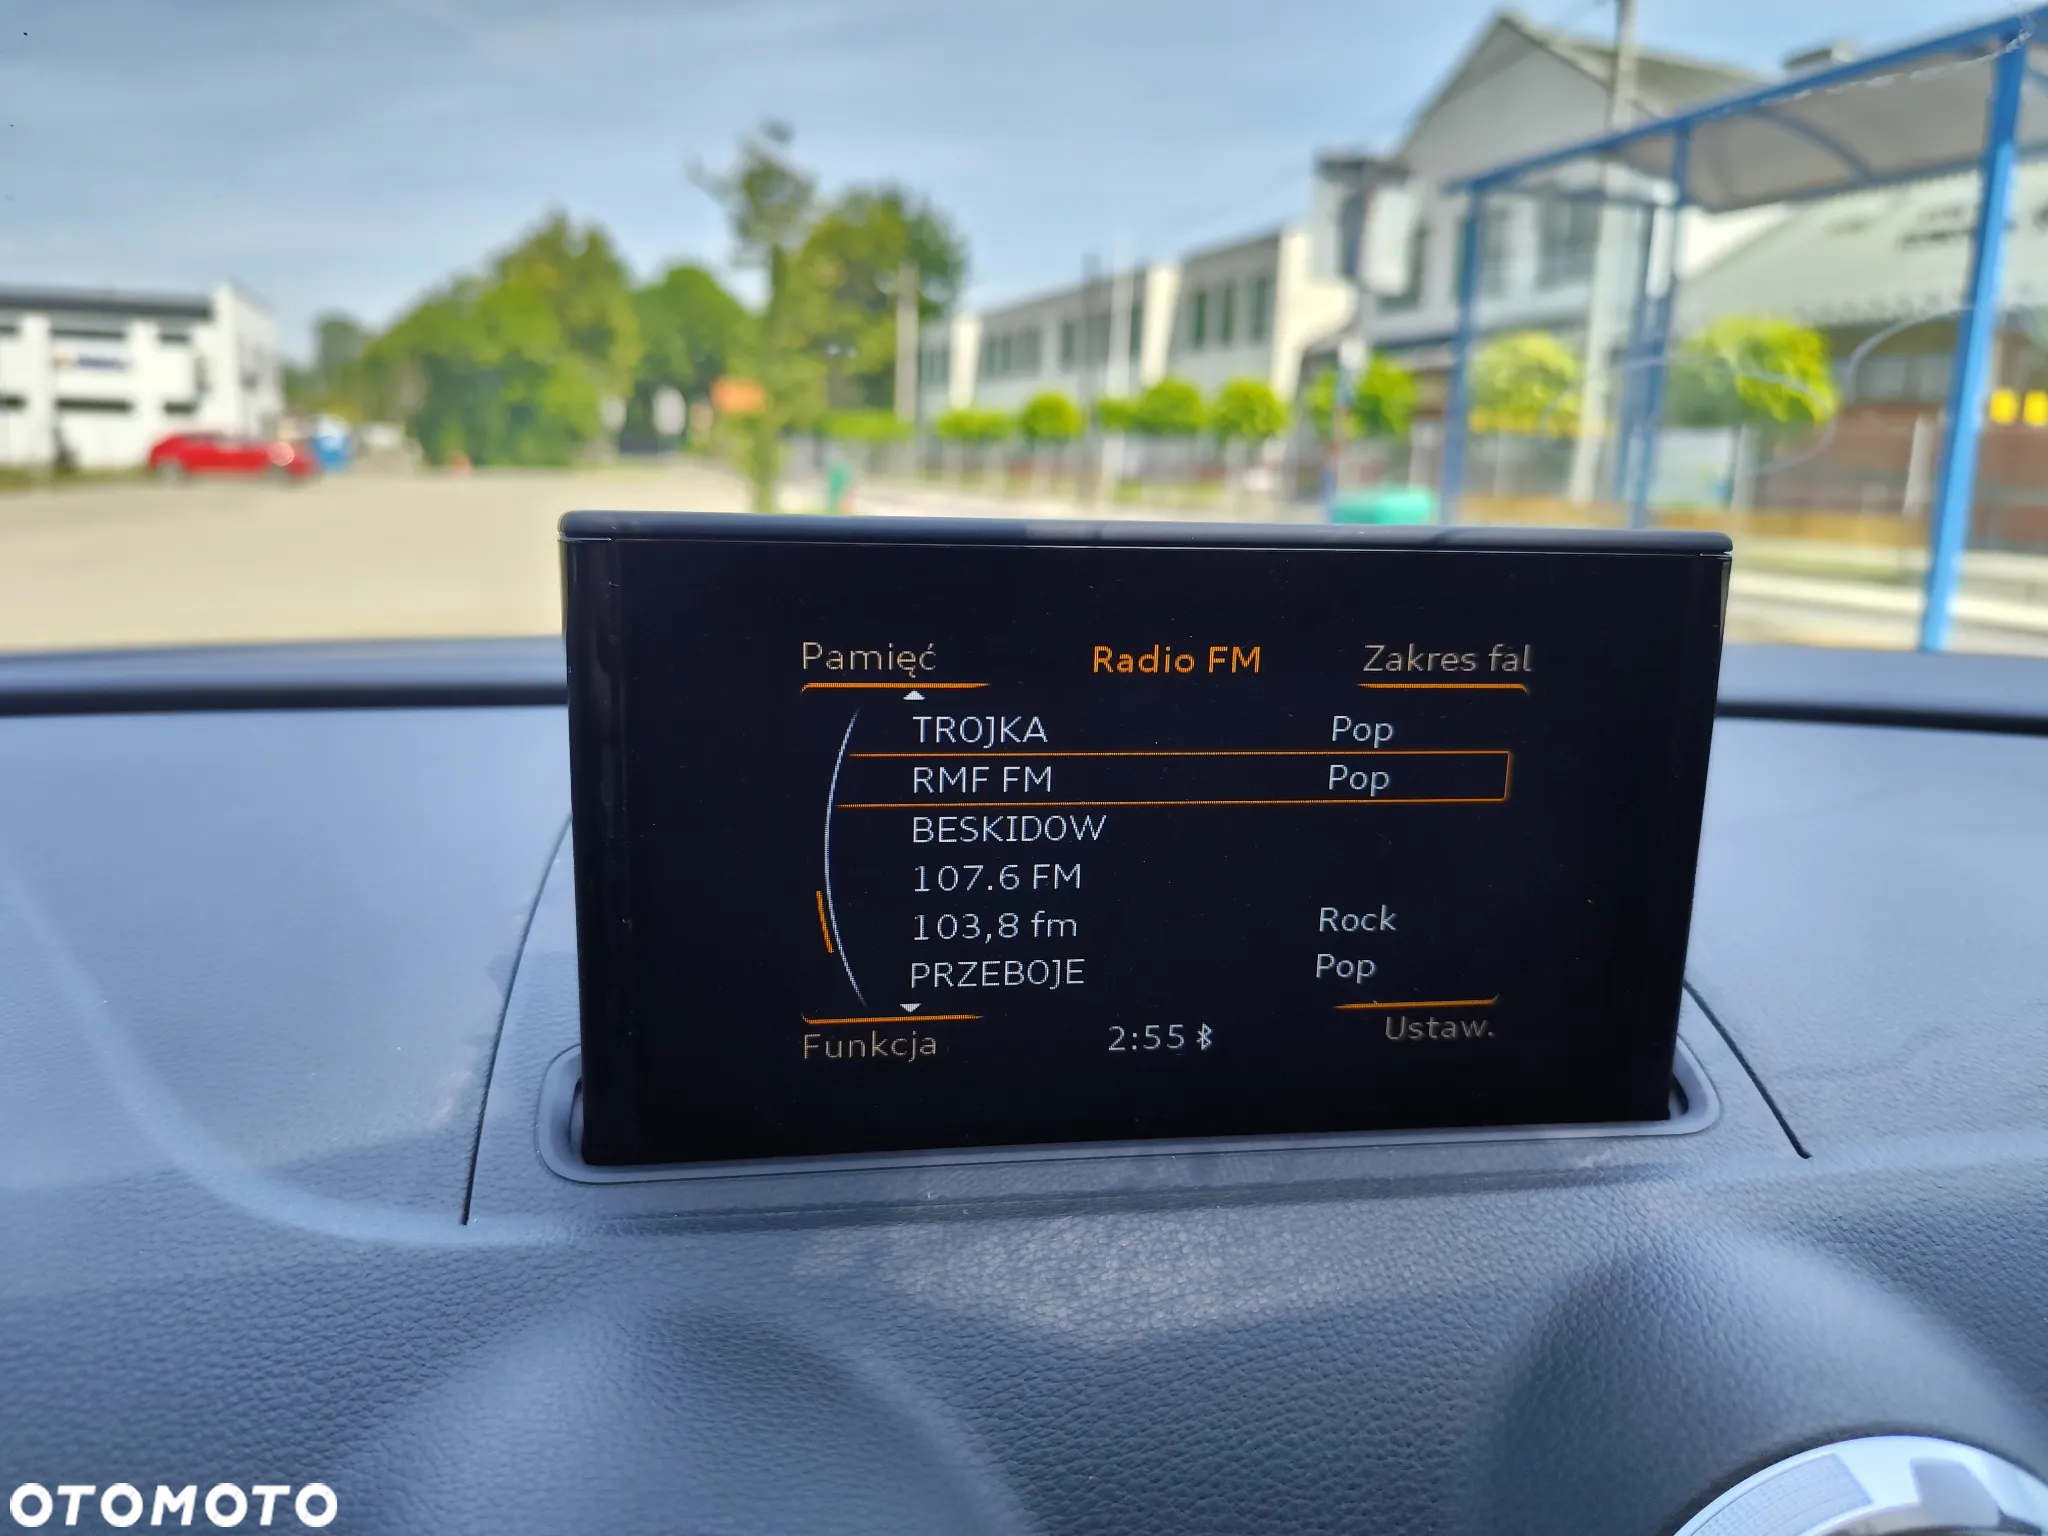 Pamięć Radio FM Zakres fal
TROJKA Pop
RMF FM Pop
BESKIDOW
107.6 FM
103,8 fm Rock
PRZEBOJE Pop
Funkcja 2:55 Ustaw.
OTOMOTO